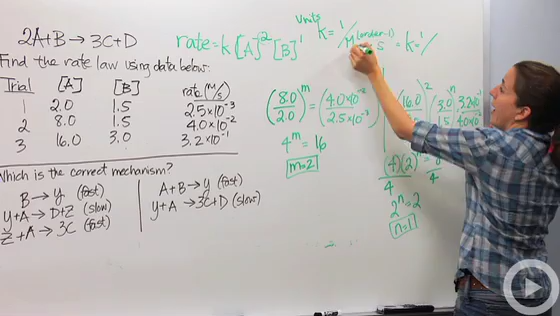 2A+B → 3C+D
Find the rate law using data below:
Trial [A] [B] rate (M/s)
1 2.0 1.5 2.5×10⁻³
2 8.0 1.5 4.0×10⁻²
3 16.0 3.0 3.2×10⁻¹
Which is the correct mechanism?
B → y (fast)
y+A → D+Z (slow)
Z+A → 3C (fast)
A+B → y (fast)
y+A → 3C+D (slow)
rate = k [A]² [B]¹
units
k = 1/M^(order-1) · s = k = 1/
(8.0/2.0)^m = (4.0×10⁻²/2.5×10⁻³)
4^m = 16
m=2
(16.0/8.0)² (3.0/1.5)^n 3.2×10⁻¹/4.0×10⁻²
(4)(2)^n = 8
4 4
2^n = 2
n=1